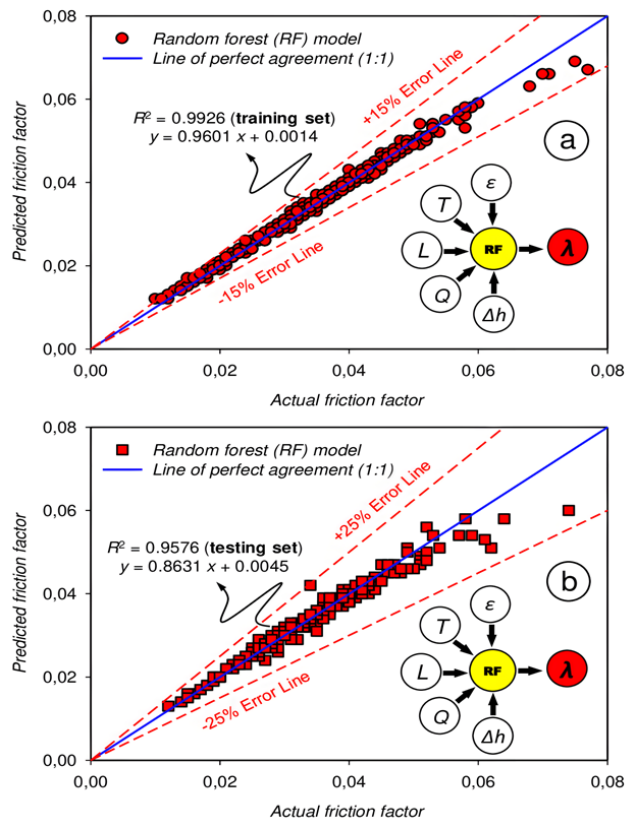 0,08
Random forest (RF) model
Line of perfect agreement (1:1)
+15% Error Line
0,06
R² = 0.9926 (training set)
y = 0.9601 x + 0.0014
a
Predicted friction factor
0,04
ε
T
L
RF
λ
0,02
-15% Error Line
Q
Δh
0,00
0,00 0,02 0,04 0,06 0,08
Actual friction factor
0,08
Random forest (RF) model
Line of perfect agreement (1:1)
+25% Error Line
0,06
R² = 0.9576 (testing set)
y = 0.8631 x + 0.0045
b
Predicted friction factor
0,04
ε
T
L
RF
λ
0,02
-25% Error Line
Q
Δh
0,00
0,00 0,02 0,04 0,06 0,08
Actual friction factor